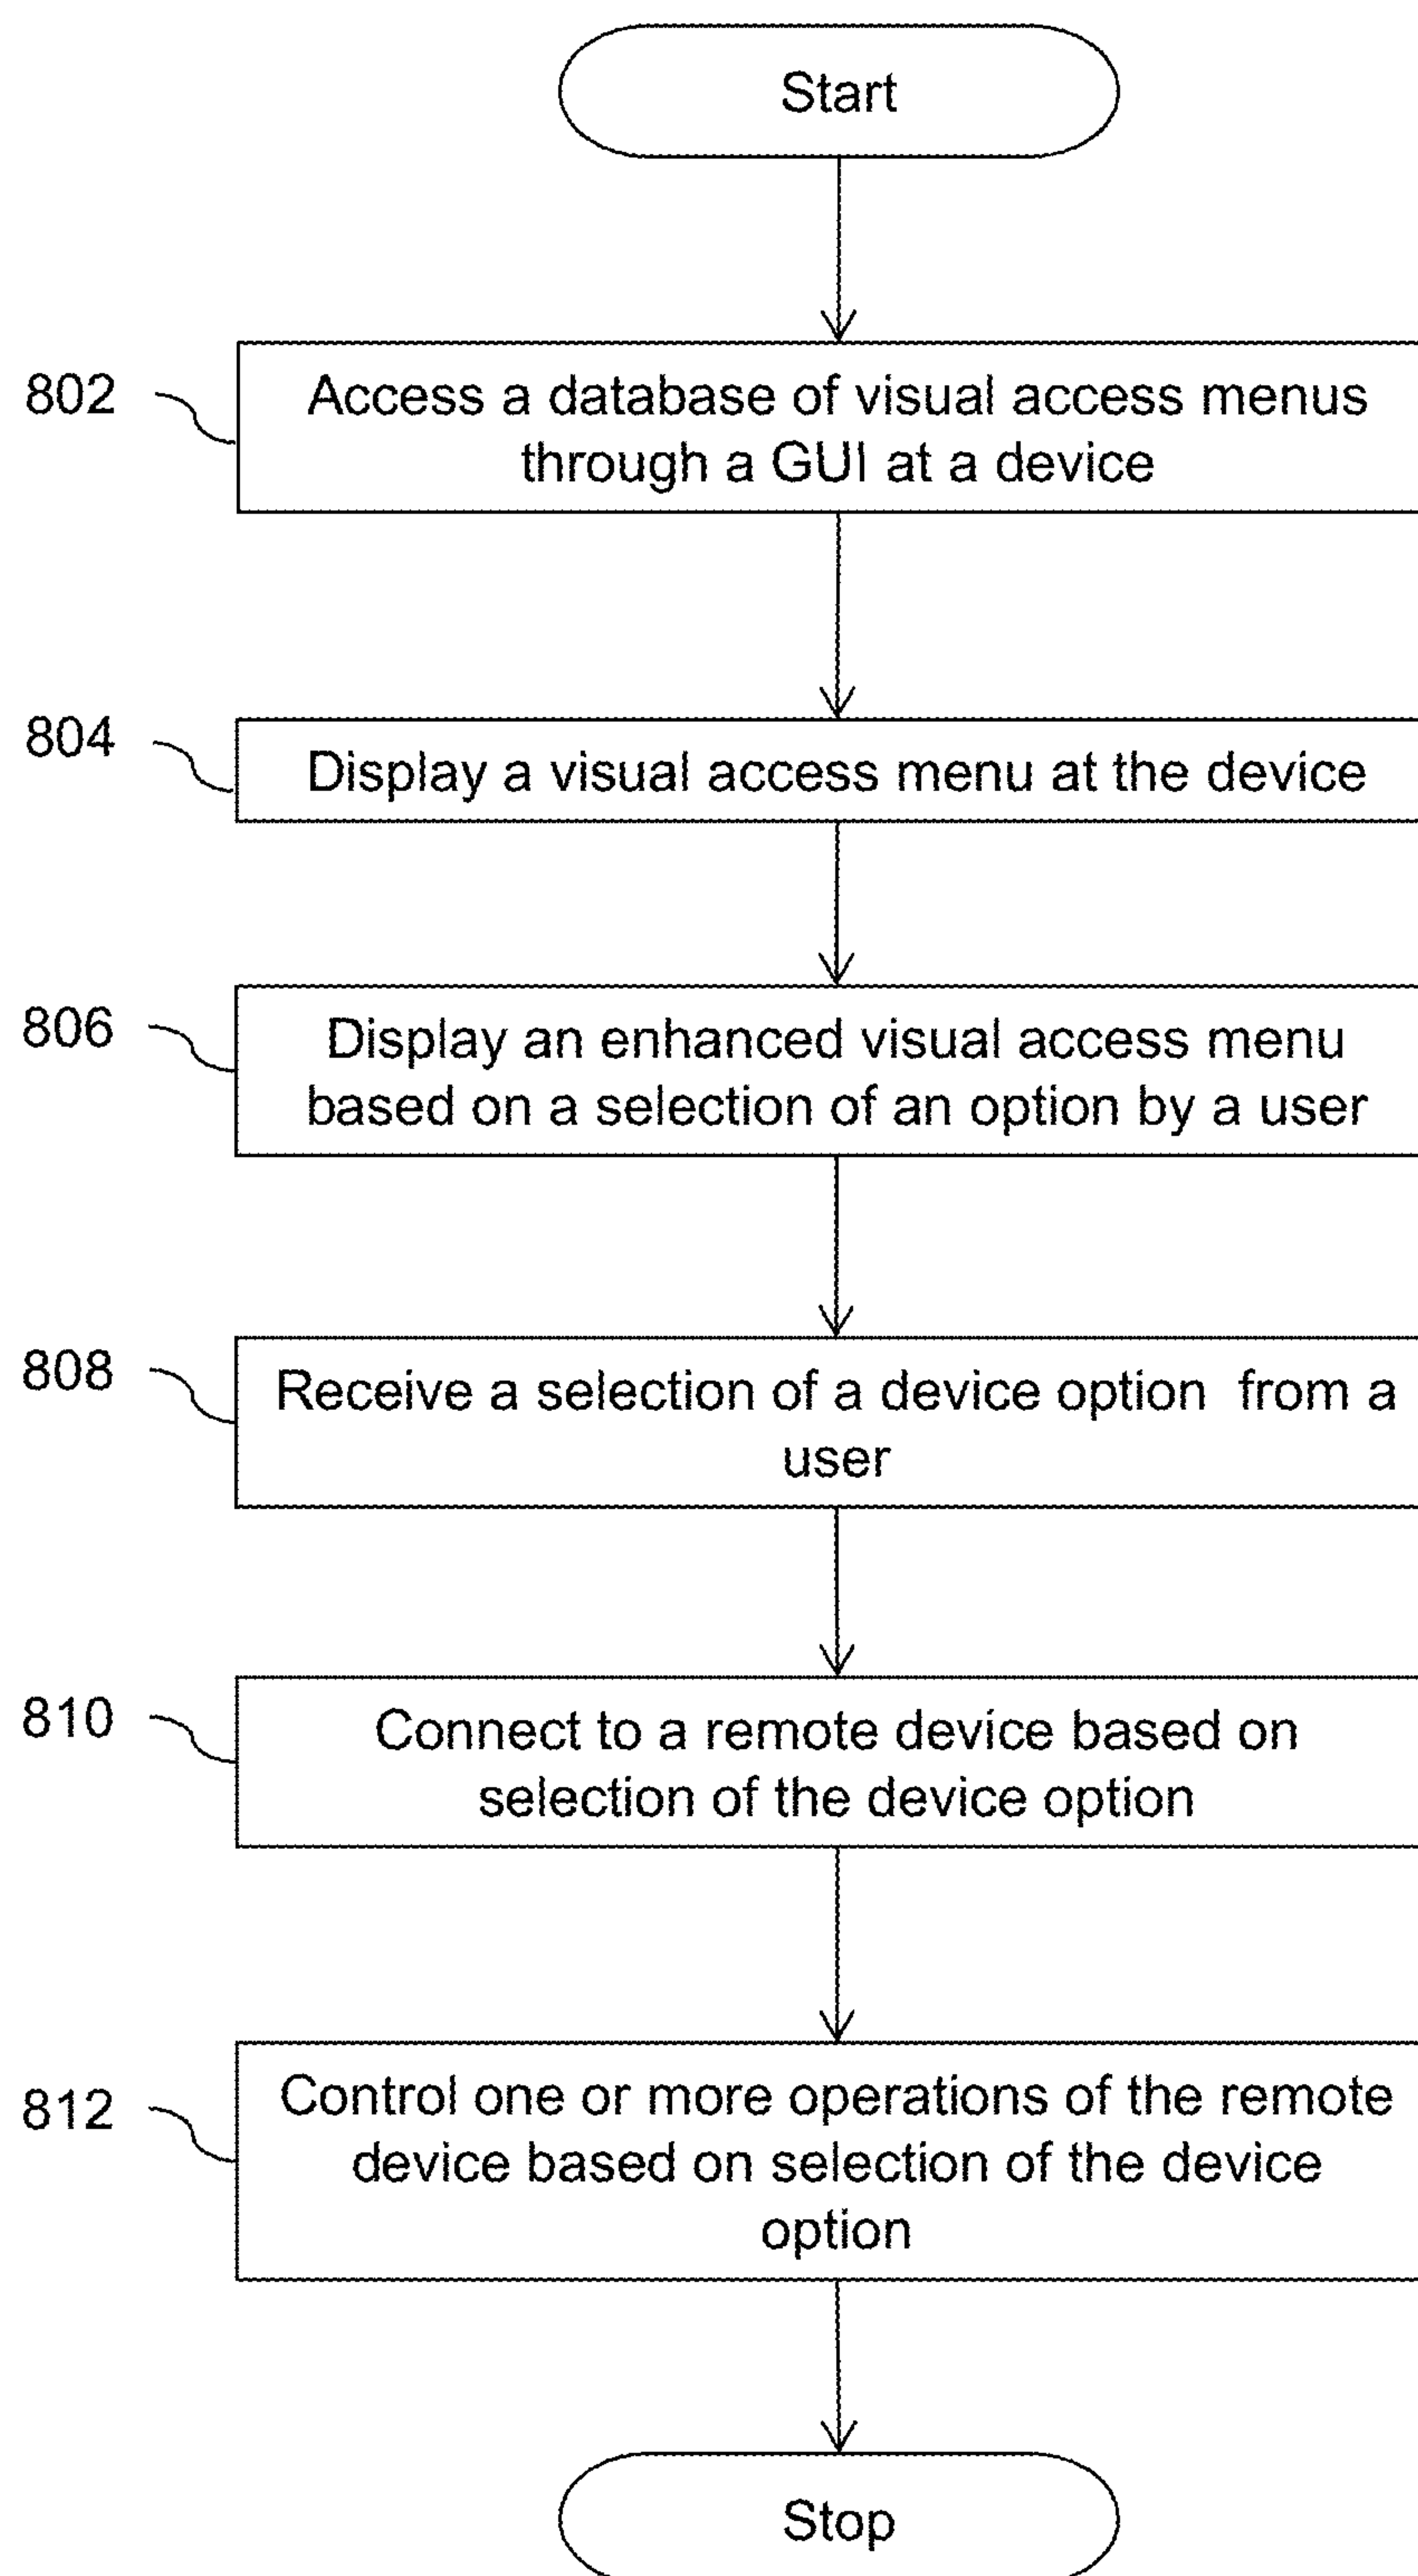 Start
802
Access a database of visual access menus
through a GUI at a device
804
Display a visual access menu at the device
806
Display an enhanced visual access menu
based on a selection of an option by a user
808
Receive a selection of a device option  from a
user
810
Connect to a remote device based on
selection of the device option
812
Control one or more operations of the remote
device based on selection of the device
option
Stop